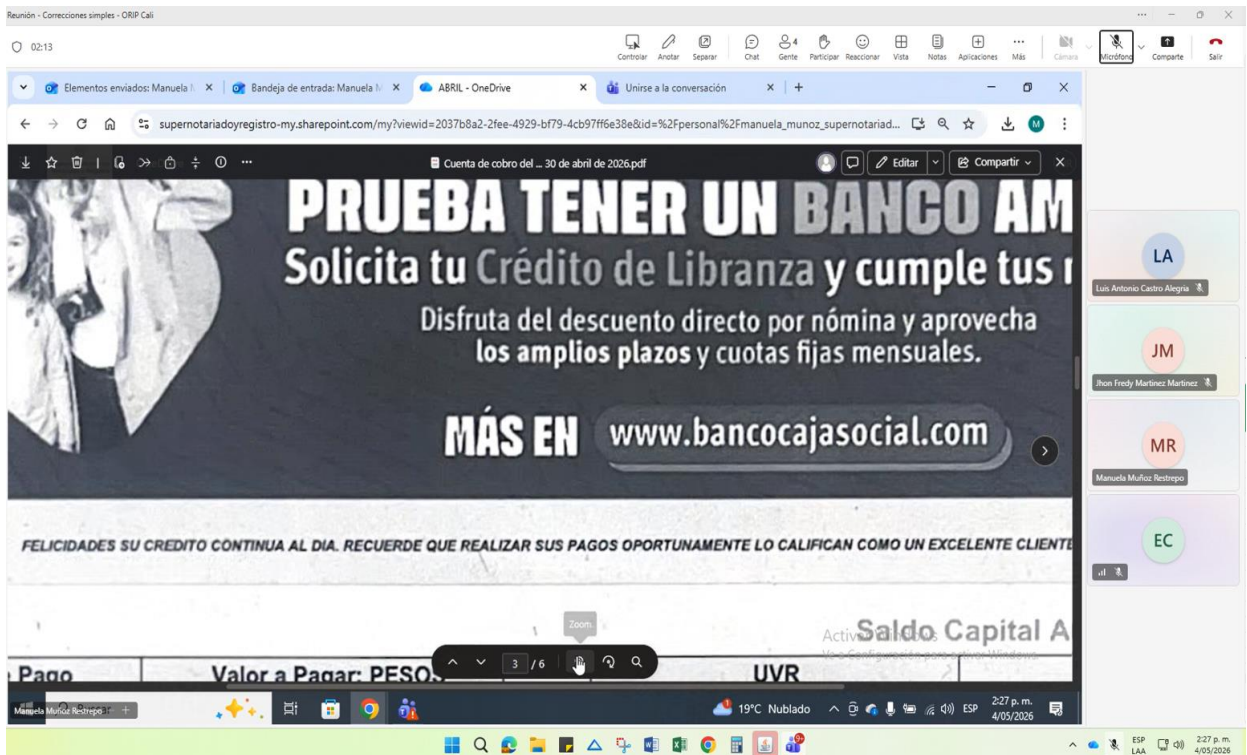 Reunión - Correcciones simples - ORIP Cali
02:13
Controlar Anotar Separar Chat Gente 4 Participar Reaccionar Vista Notas Aplicaciones Más Cámara Micrófono Comparte Salir
Elementos enviados: Manuela Bandeja de entrada: Manuela ABRIL - OneDrive Unirse a la conversación
supernotariadoyregistro-my.sharepoint.com/my?viewid=2037b8a2-2fee-4929-bf79-4cb97ff6e38e&id=%2Fpersonal%2Fmanuela_munoz_supernotariad...
Cuenta de cobro del ... 30 de abril de 2026.pdf Editar Compartir
PRUEBA TENER UN BANCO AM
Solicita tu Crédito de Libranza y cumple tus
Disfruta del descuento directo por nómina y aprovecha
los amplios plazos y cuotas fijas mensuales.
MÁS EN www.bancocajasocial.com
FELICIDADES SU CREDITO CONTINUA AL DIA. RECUERDE QUE REALIZAR SUS PAGOS OPORTUNAMENTE LO CALIFICAN COMO UN EXCELENTE CLIENTE
Zoom
Saldo Capital A
3 / 6
Pago Valor a Pagar: PESOS UVR
LA
Luis Antonio Castro Alegria
JM
Jhon Fredy Martinez Martinez
MR
Manuela Muñoz Restrepo
EC
Manuela Muñoz Restrepo
19°C Nublado ESP 2:27 p. m.
4/05/2026
ESP
LAA
2:27 p. m.
4/05/2026